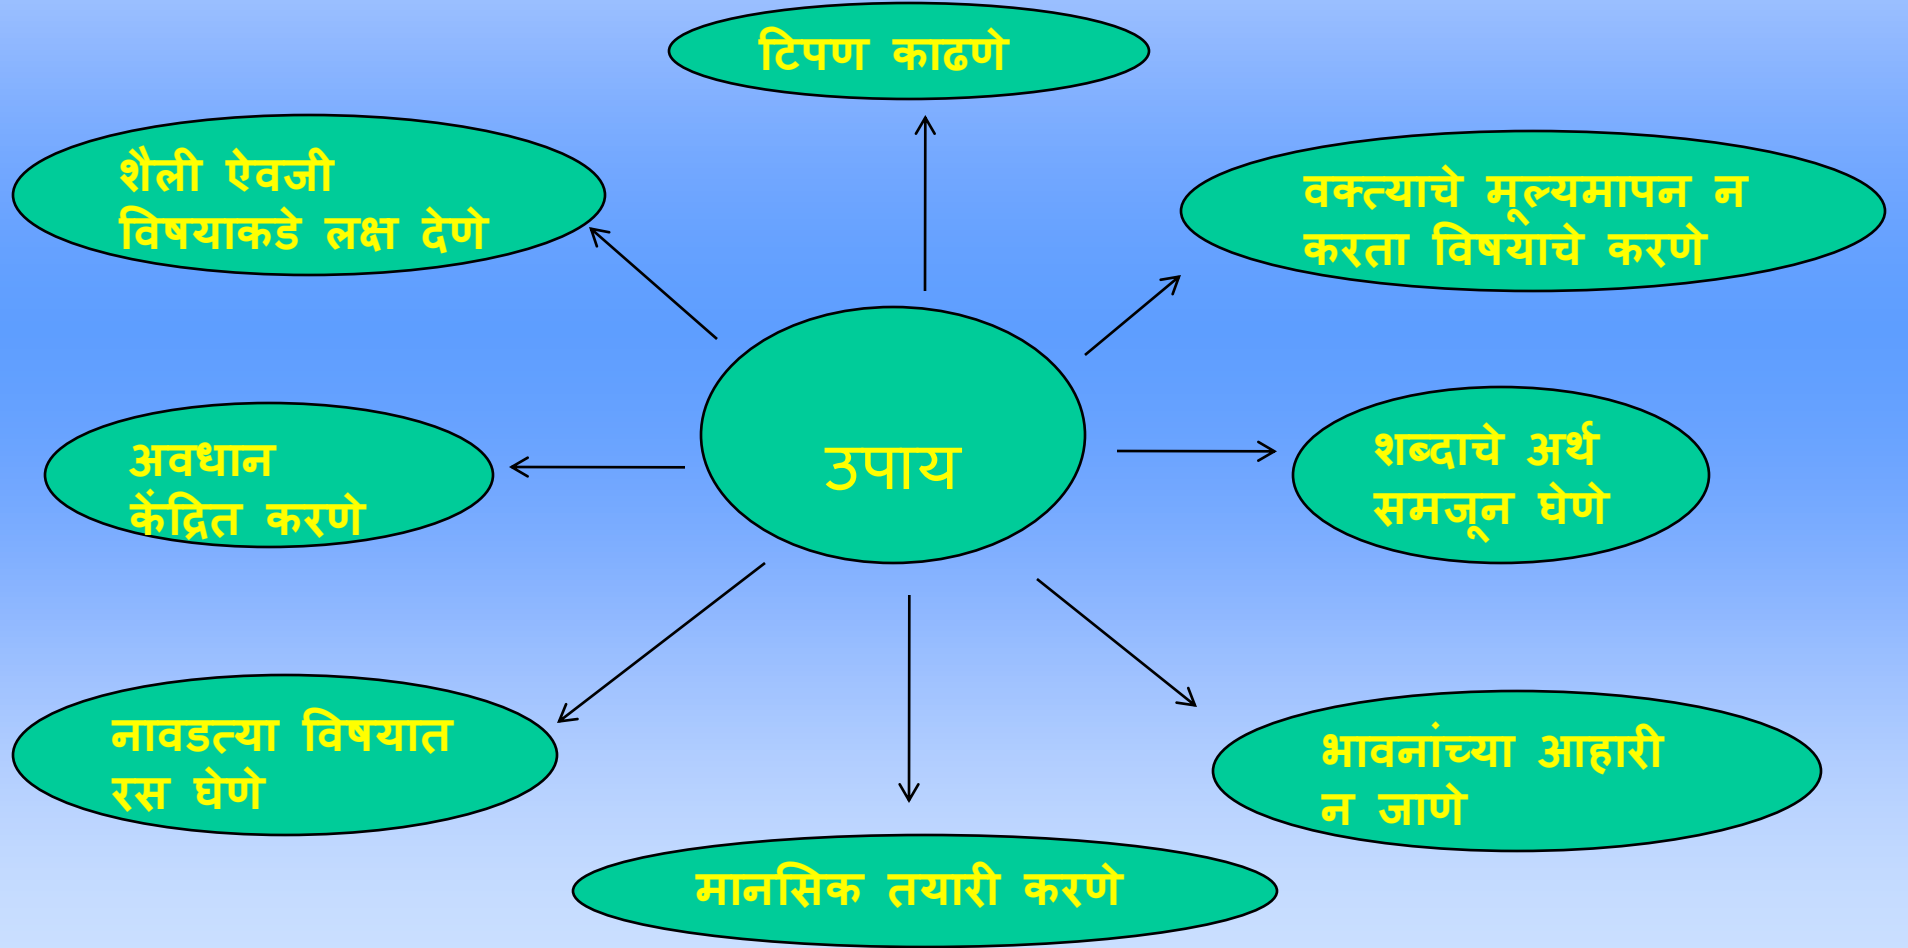 टिपण काढणे
शैली ऐवजी
विषयाकडे लक्ष देणे
वक्त्याचे मूल्यमापन न
करता विषयाचे करणे
उपाय
अवधान
केंद्रित करणे
शब्दाचे अर्थ
समजून घेणे
नावडत्या विषयात
रस घेणे
भावनांच्या आहारी
न जाणे
मानसिक तयारी करणे